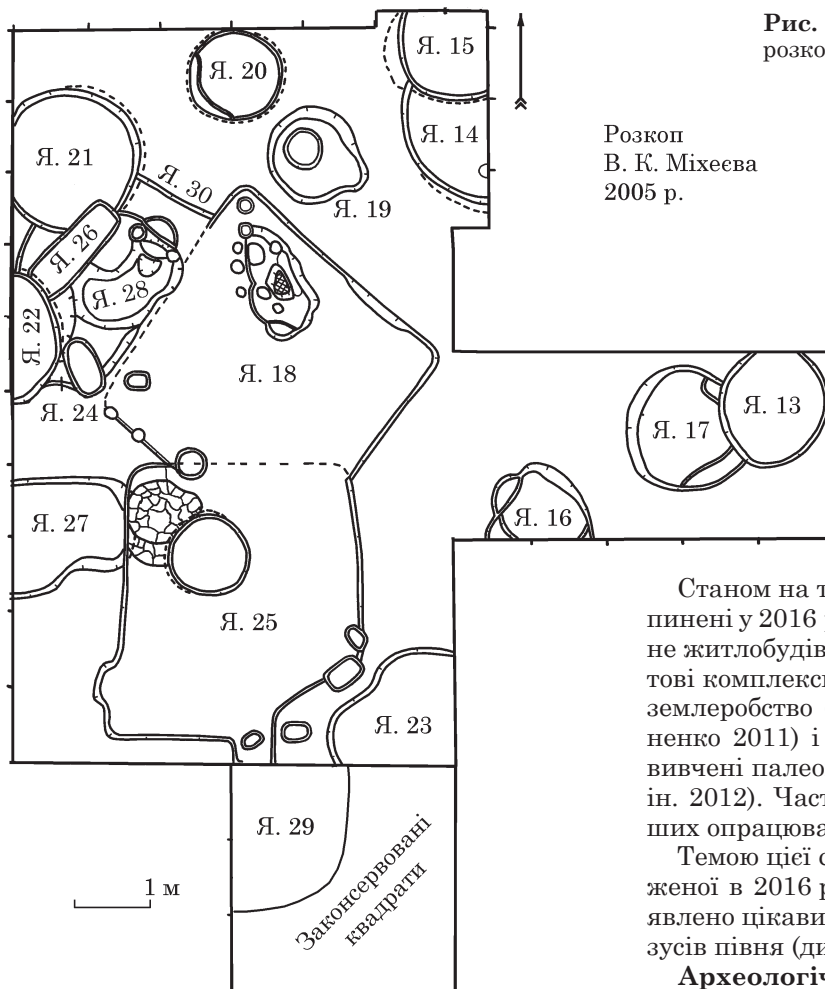 Рис.
розко
Я. 15
Я. 20
Я. 14
Розкоп
В. К. Міхеєва
2005 р.
Я. 21
Я. 30
Я. 19
Я. 26
Я. 28
Я. 22
Я. 18
Я. 24
Я. 13
Я. 17
Я. 16
Я. 27
Я. 25
Я. 23
Я. 29
Законсервовані
квадрати
1 м
Станом на т
пинені у 2016 р
не житлобудів
тові комплекси
землеробство
ненко 2011) і
вивчені палео
ін. 2012). Част
ших опрацюва
Темою цієї с
женої в 2016 р
явлено цікави
зусів півня (ди
Археологіч